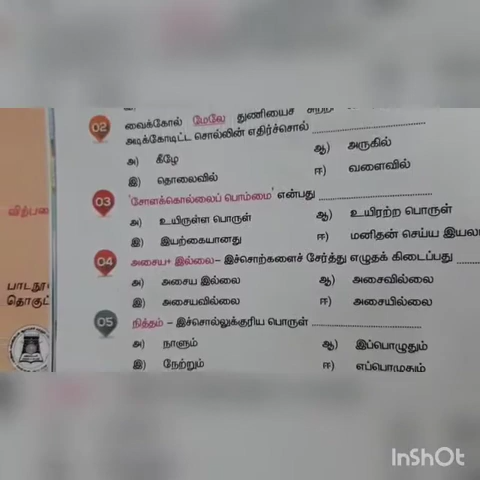 02 வைக்கோல் மேலே துணியைச் சுற்றி
அடிக்கோடிட்ட சொல்லின் எதிர்ச்சொல்
அ) கீழே ஆ) அருகில்
இ) தொலைவில் ஈ) வளைவில்
03 'சோளக்கொல்லைப் பொம்மை' என்பது
அ) உயிருள்ள பொருள் ஆ) உயிரற்ற பொருள்
இ) இயற்கையானது ஈ) மனிதன் செய்ய இயலா
04 அசைய+ இல்லை – இச்சொற்களைச் சேர்த்து எழுதக் கிடைப்பது
அ) அசைய இல்லை ஆ) அசைவில்லை
இ) அசையவில்லை ஈ) அசையில்லை
05 நித்தம் – இச்சொல்லுக்குரிய பொருள்
அ) நாளும் ஆ) இப்பொழுதும்
இ) நேற்றும் ஈ) எப்பொழுதும்
விற்ப
பாடநூ
தொகுட்
InShOt